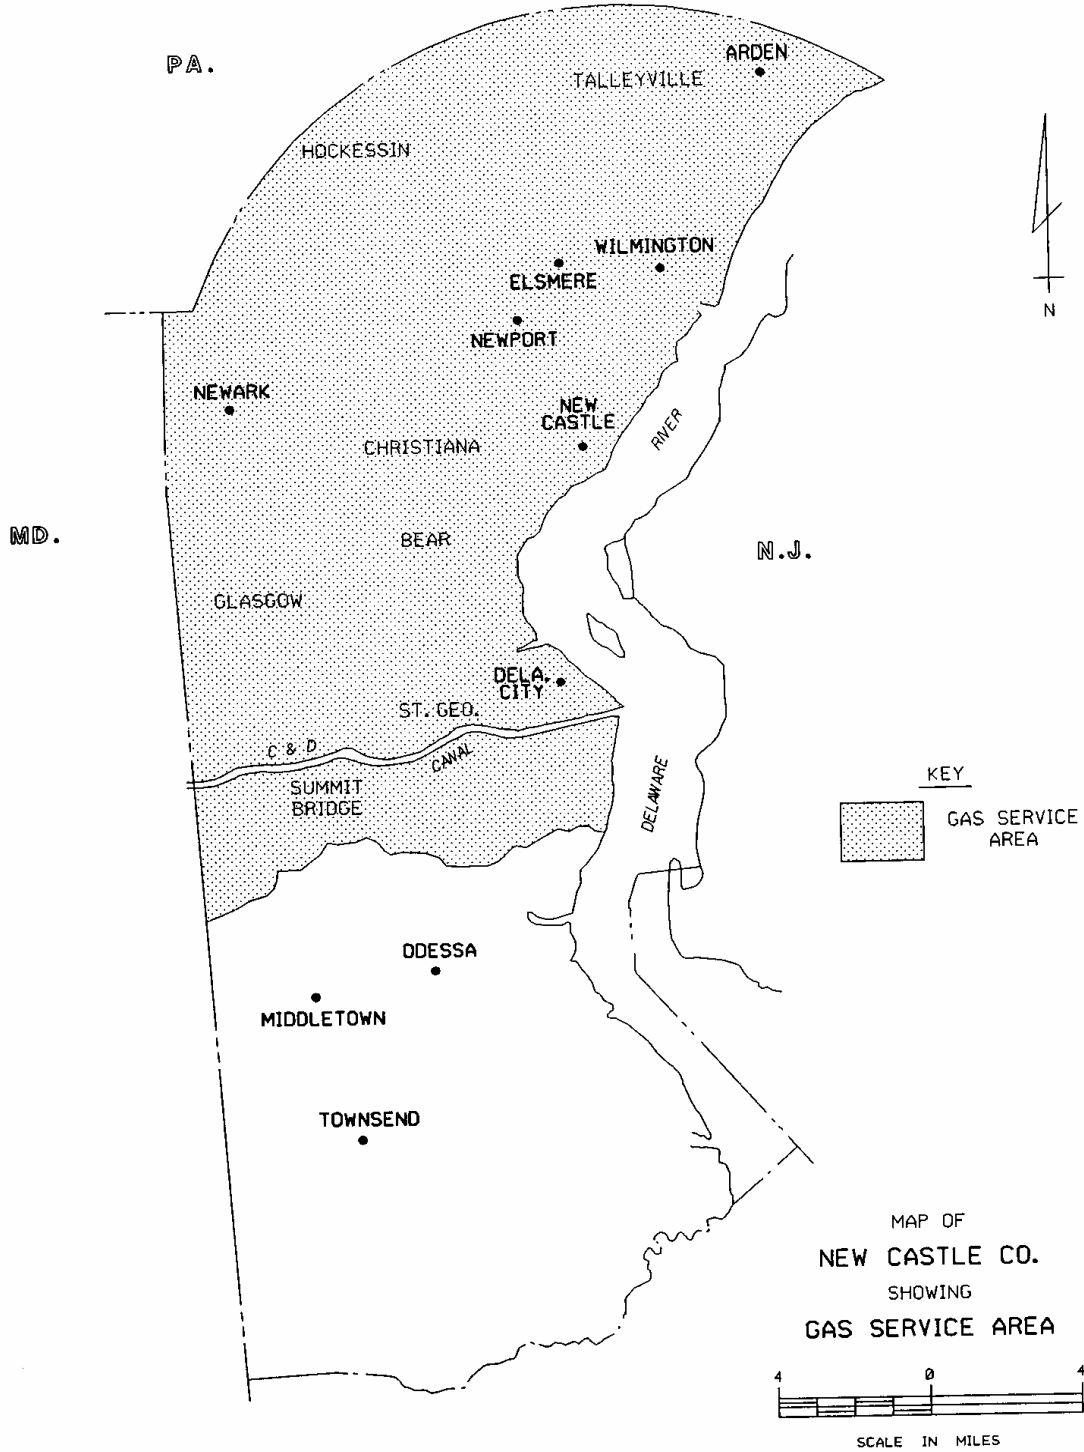 PA.
ARDEN
TALLEYVILLE
HOCKESSIN
WILMINGTON
ELSMERE
NEWPORT
N
NEWARK
NEW
CASTLE
RIVER
CHRISTIANA
MD.
BEAR
N.J.
GLASGOW
DELA.
CITY
ST. GEO.
C & D
CANAL
SUMMIT
BRIDGE
DELAWARE
KEY
GAS SERVICE
AREA
ODESSA
MIDDLETOWN
TOWNSEND
MAP OF
NEW CASTLE CO.
SHOWING
GAS SERVICE AREA
4 0 4
SCALE IN MILES